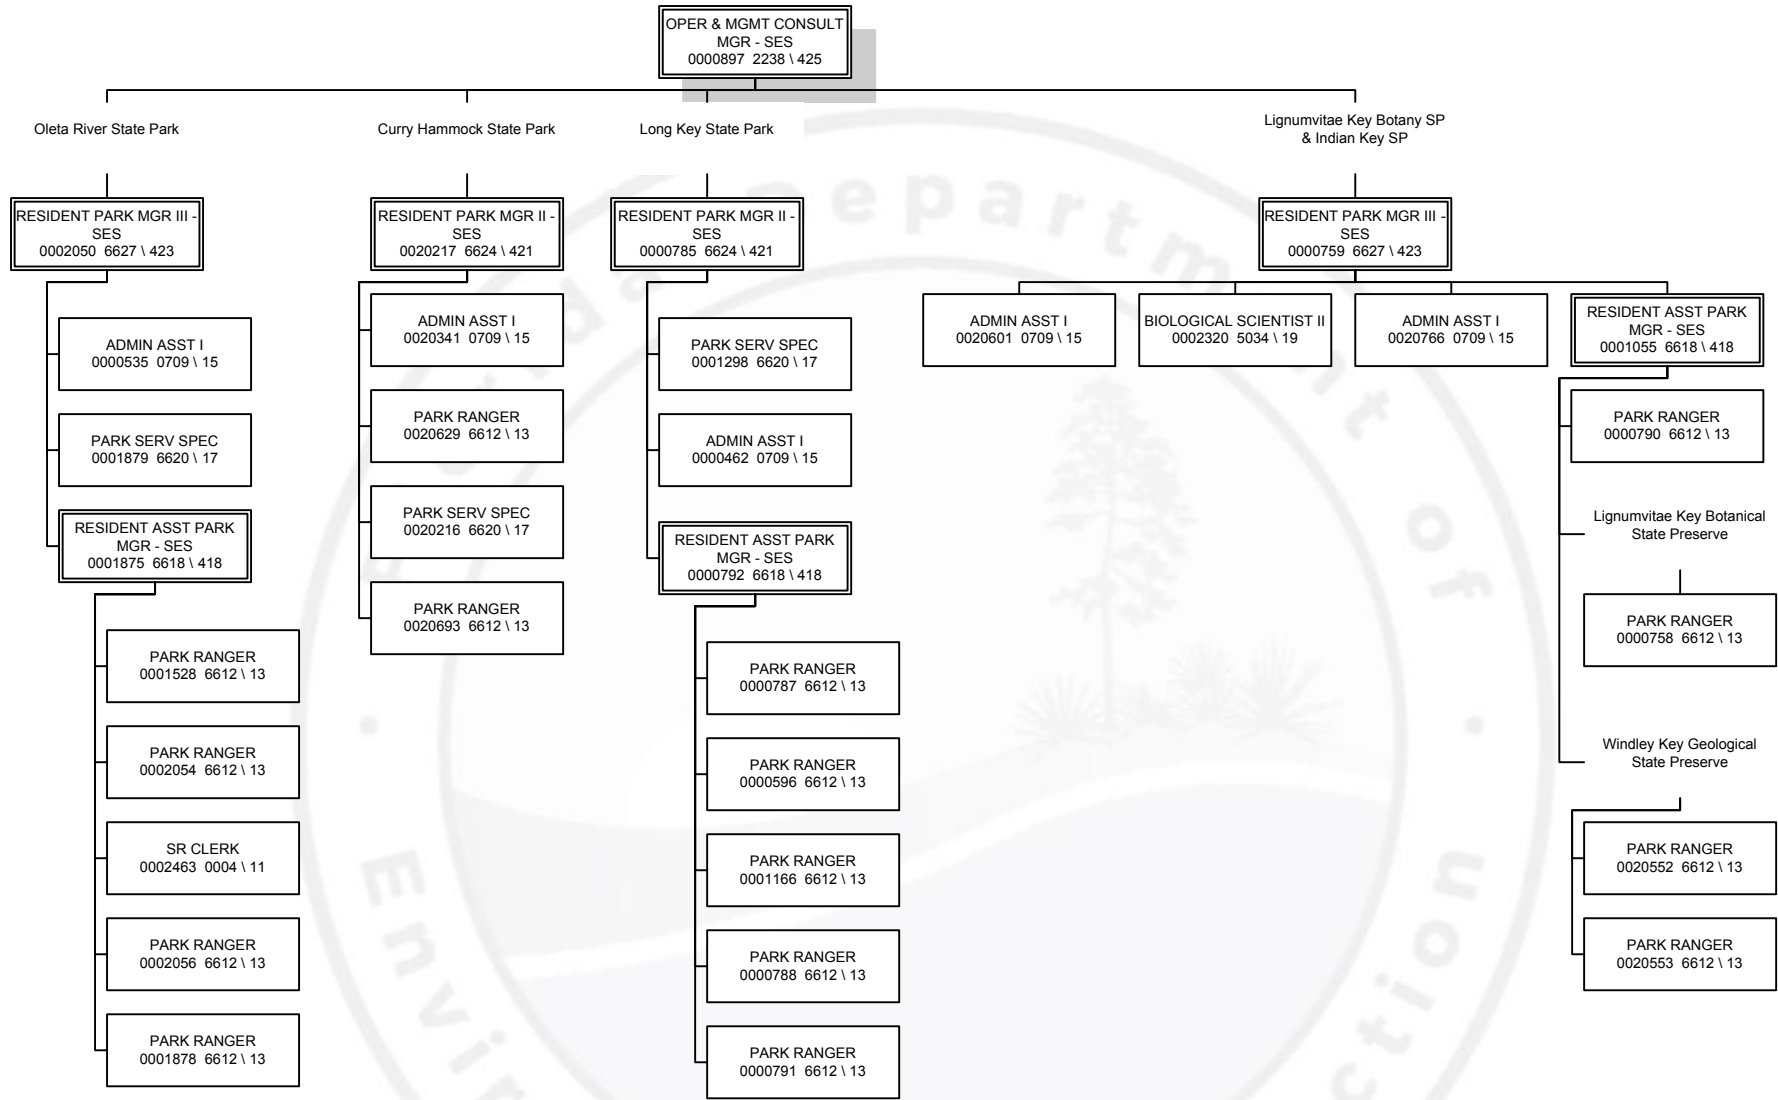 OPER & MGMT CONSULT
MGR - SES
0000897 2238 \ 425
Oleta River State Park
Curry Hammock State Park
Long Key State Park
Lignumvitae Key Botany SP
& Indian Key SP
RESIDENT PARK MGR III -
SES
0002050 6627 \ 423
ADMIN ASST I
0000535 0709 \ 15
PARK SERV SPEC
0001879 6620 \ 17
RESIDENT ASST PARK
MGR - SES
0001875 6618 \ 418
PARK RANGER
0001528 6612 \ 13
PARK RANGER
0002054 6612 \ 13
SR CLERK
0002463 0004 \ 11
PARK RANGER
0002056 6612 \ 13
PARK RANGER
0001878 6612 \ 13
RESIDENT PARK MGR II -
SES
0020217 6624 \ 421
ADMIN ASST I
0020341 0709 \ 15
PARK RANGER
0020629 6612 \ 13
PARK SERV SPEC
0020216 6620 \ 17
PARK RANGER
0020693 6612 \ 13
RESIDENT PARK MGR II -
SES
0000785 6624 \ 421
PARK SERV SPEC
0001298 6620 \ 17
ADMIN ASST I
0000462 0709 \ 15
RESIDENT ASST PARK
MGR - SES
0000792 6618 \ 418
PARK RANGER
0000787 6612 \ 13
PARK RANGER
0000596 6612 \ 13
PARK RANGER
0001166 6612 \ 13
PARK RANGER
0000788 6612 \ 13
PARK RANGER
0000791 6612 \ 13
RESIDENT PARK MGR III -
SES
0000759 6627 \ 423
ADMIN ASST I
0020601 0709 \ 15
BIOLOGICAL SCIENTIST II
0002320 5034 \ 19
ADMIN ASST I
0020766 0709 \ 15
RESIDENT ASST PARK
MGR - SES
0001055 6618 \ 418
PARK RANGER
0000790 6612 \ 13
Lignumvitae Key Botanical
State Preserve
PARK RANGER
0000758 6612 \ 13
Windley Key Geological
State Preserve
PARK RANGER
0020552 6612 \ 13
PARK RANGER
0020553 6612 \ 13
Department of